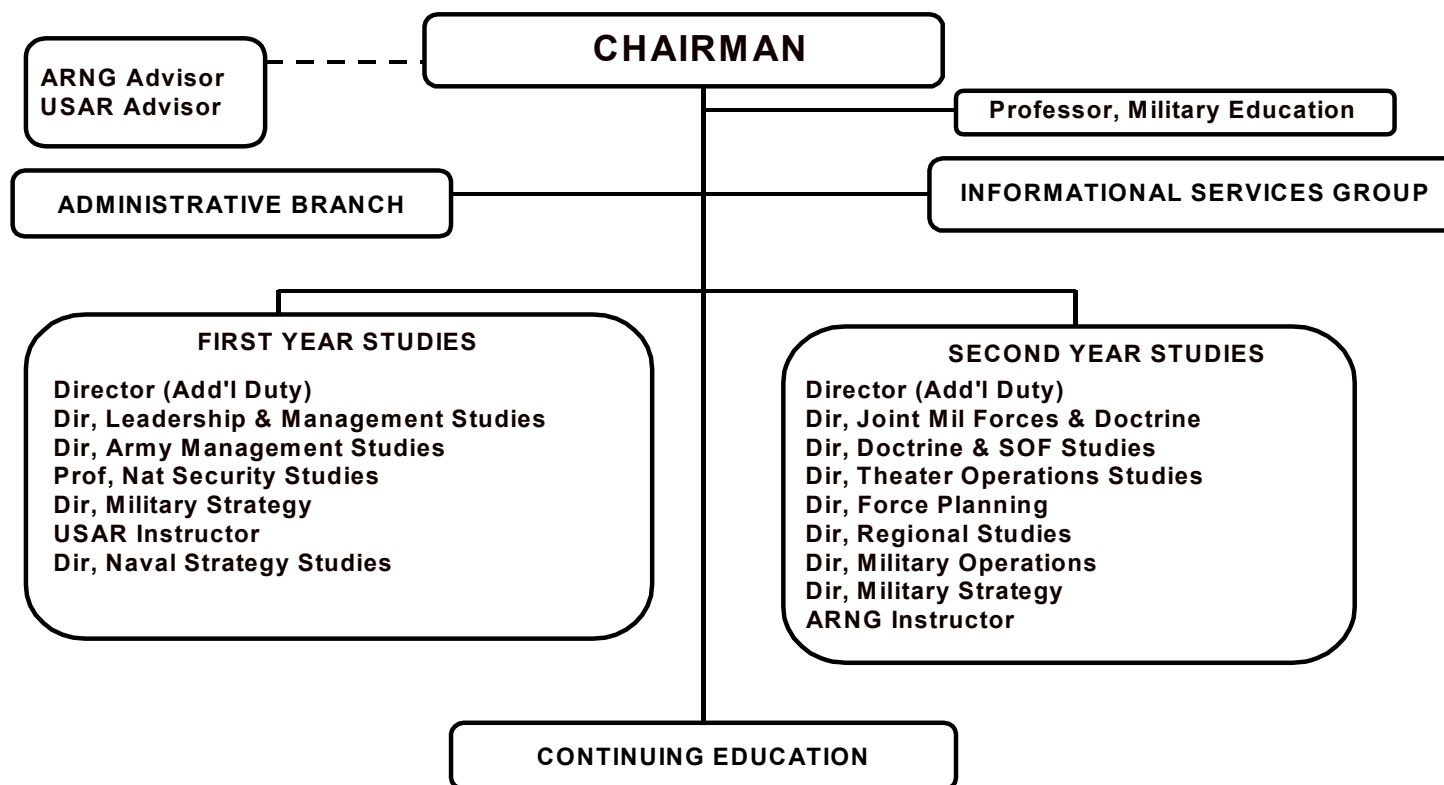 CHAIRMAN
ARNG Advisor
USAR Advisor
Professor, Military Education
ADMINISTRATIVE BRANCH
INFORMATIONAL SERVICES GROUP
FIRST YEAR STUDIES
Director (Add'l Duty)
Dir, Leadership & Management Studies
Dir, Army Management Studies
Prof, Nat Security Studies
Dir, Military Strategy
USAR Instructor
Dir, Naval Strategy Studies
SECOND YEAR STUDIES
Director (Add'l Duty)
Dir, Joint Mil Forces & Doctrine
Dir, Doctrine & SOF Studies
Dir, Theater Operations Studies
Dir, Force Planning
Dir, Regional Studies
Dir, Military Operations
Dir, Military Strategy
ARNG Instructor
CONTINUING EDUCATION